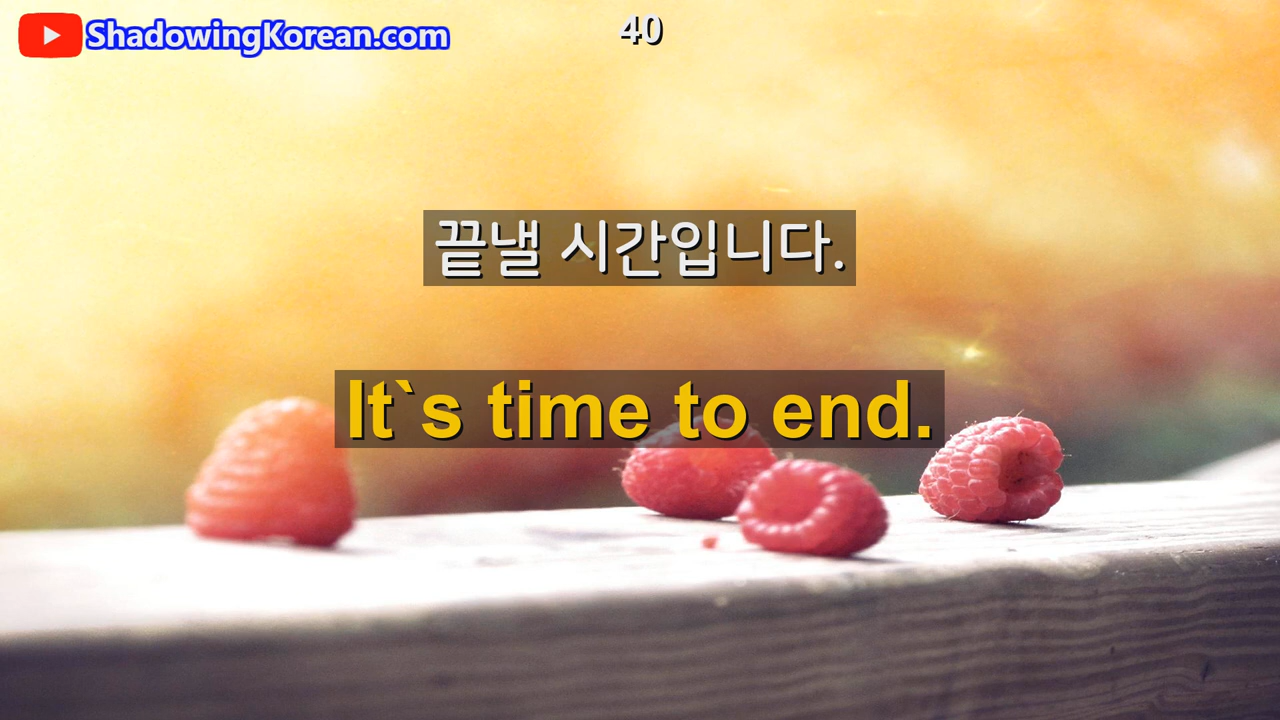 ShadowingKorean.com
40
끝낼 시간입니다.
It`s time to end.